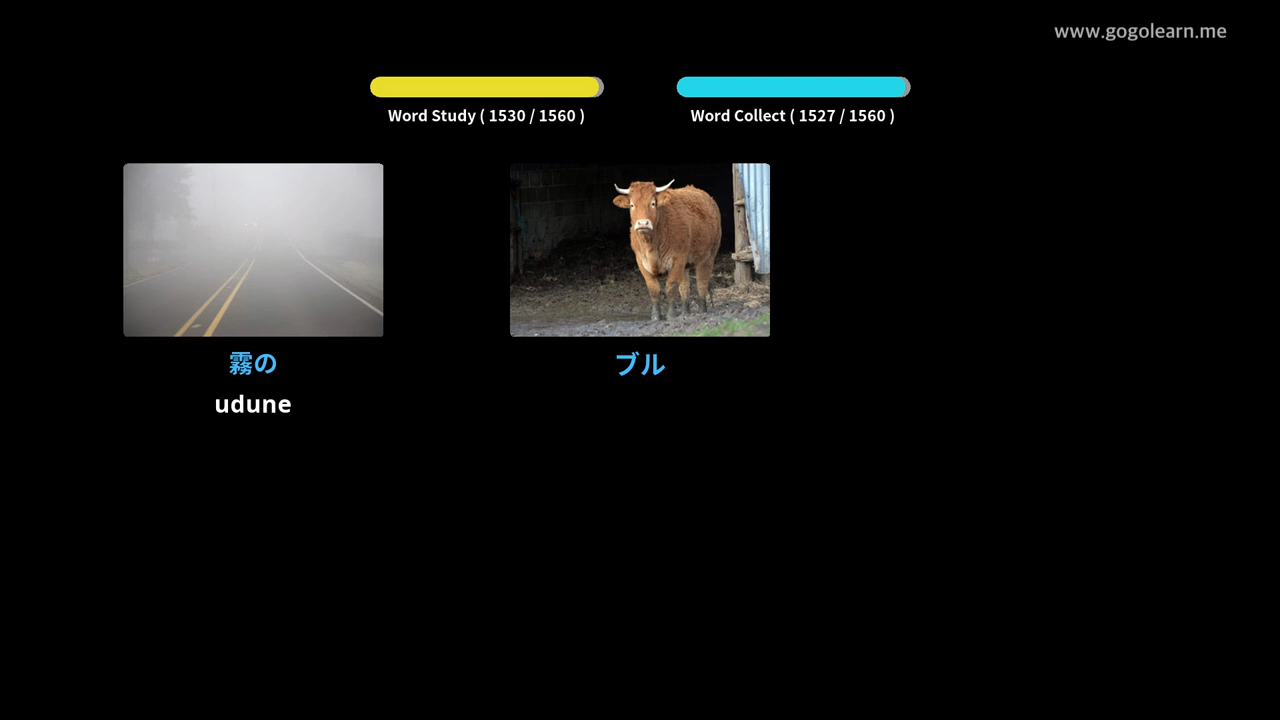 www.gogolearn.me
Word Study ( 1530 / 1560 )
Word Collect ( 1527 / 1560 )
霧の
ブル
udune